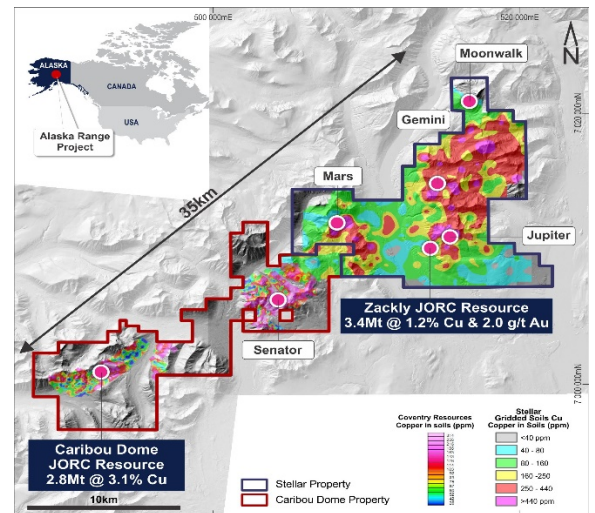 500 000mE
520 000mE
N
ALASKA
CANADA
USA
Alaska Range
Project
Moonwalk
7 020 000mN
Gemini
35km
Mars
Jupiter
Zackly JORC Resource
3.4Mt @ 1.2% Cu & 2.0 g/t Au
Senator
7 000 000mN
Caribou Dome
JORC Resource
2.8Mt @ 3.1% Cu
10km
Stellar Property
Caribou Dome Property
Coventry Resources
Copper in soils (ppm)
Stellar
Gridded Soils Cu
Copper in Soils (ppm)
<40 ppm
40 - 80
80 - 160
160 -250
250 - 440
>440 ppm